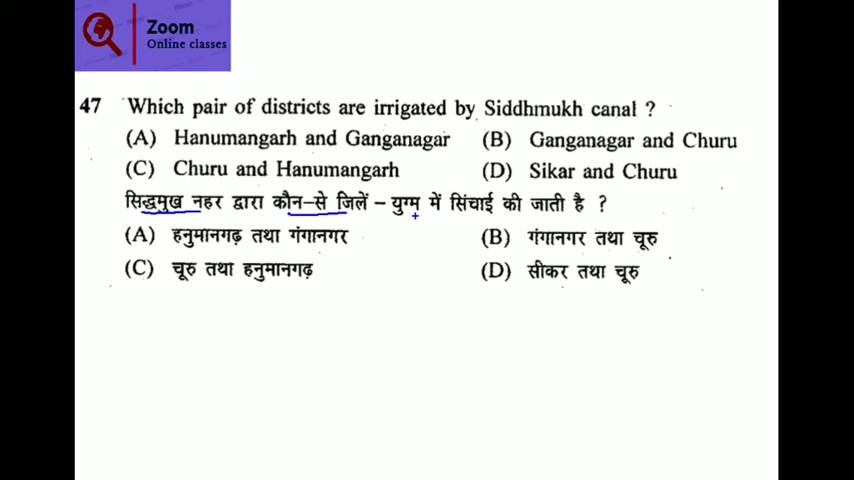 Zoom
Online classes
47 Which pair of districts are irrigated by Siddhmukh canal ?
(A) Hanumangarh and Ganganagar (B) Ganganagar and Churu
(C) Churu and Hanumangarh (D) Sikar and Churu
सिद्धमुख नहर द्वारा कौन-से जिलें - युग्म में सिंचाई की जाती है ?
(A) हनुमानगढ़ तथा गंगानगर (B) गंगानगर तथा चूरु
(C) चूरु तथा हनुमानगढ़ (D) सीकर तथा चूरु